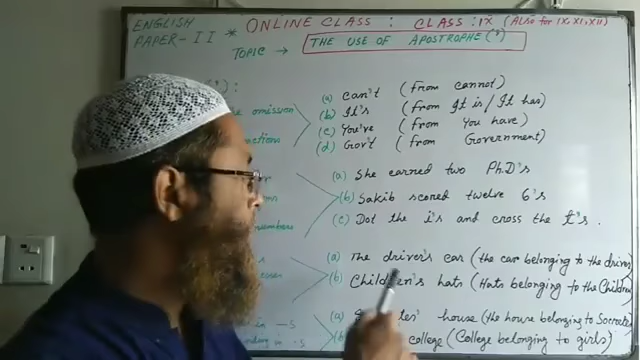 ENGLISH
PAPER-II * ONLINE CLASS : CLASS: IX (Also for IX, XI, XII)
TOPIC → THE USE OF APOSTROPHE(')
(') :
(a) Can't (from cannot)
omission (b) It's (from It is/It has)
(c) You've (from You have)
(d) Gov't (from Government)
(a) She earned two Ph.D's
(b) Sakib scored twelve 6's
numbers (c) Dot the i's and cross the t's.
(a) The driver's car (the car belonging to the driver)
(b) Children's hats (Hats belonging to the Children)
(a) house (the house belonging to Socrates)
in -s (b) college (College belonging to girls)